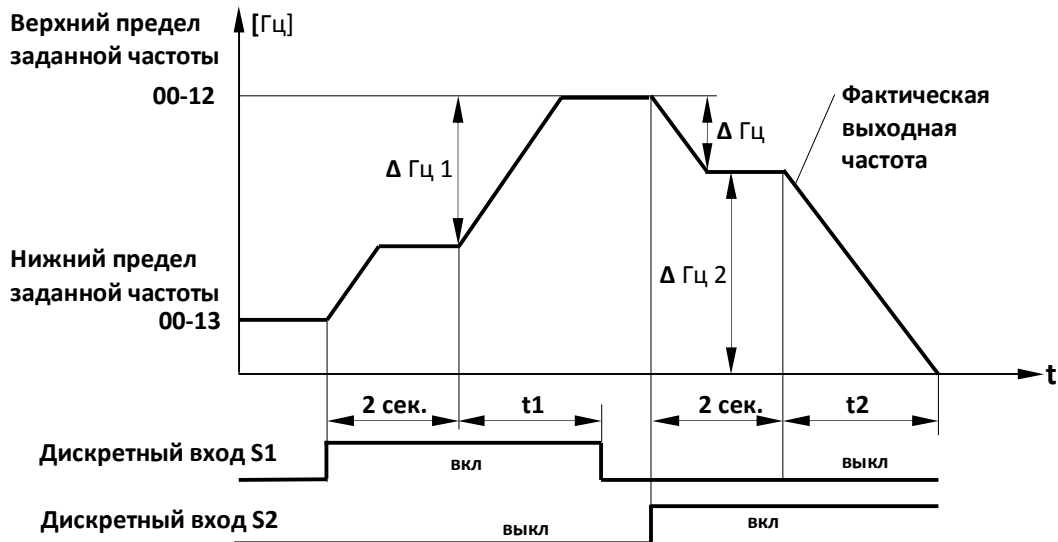 Верхний предел
заданной частоты
00-12
[Гц]
Фактическая
выходная
частота
Δ Гц
Δ Гц 1
Δ Гц 2
Нижний предел
заданной частоты
00-13
t
2 сек.
t1
2 сек.
t2
Дискретный вход S1
вкл
выкл
Дискретный вход S2
выкл
вкл